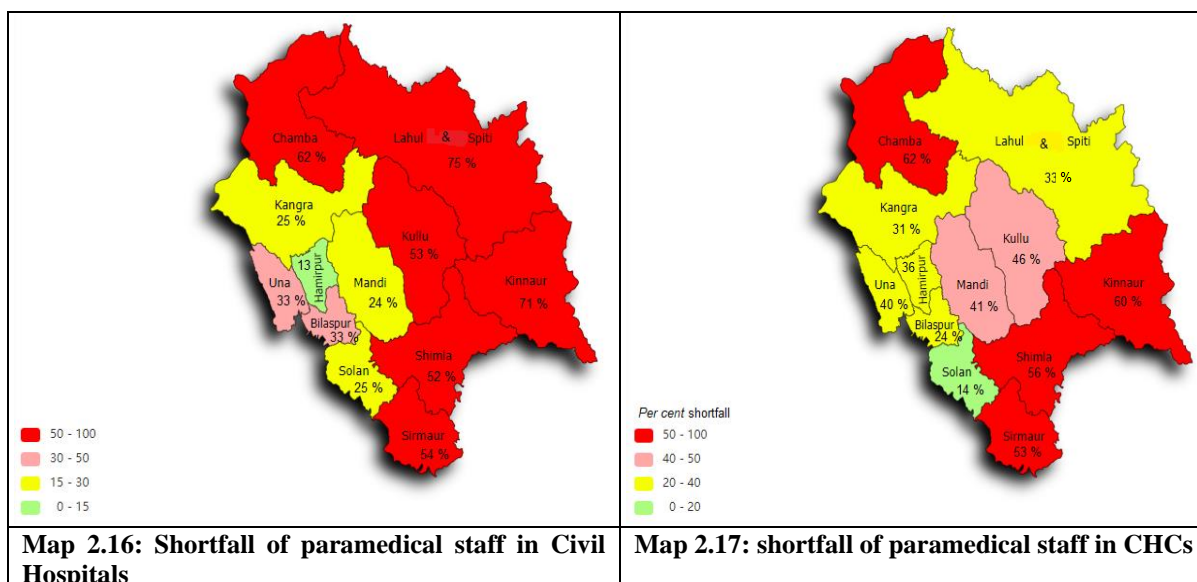 Chamba
62 %
Lahul & Spiti
75 %
Kangra
25 %
Kullu
53 %
Kinnaur
71 %
Una
33 %
13
Hamirpur
Mandi
24 %
Bilaspur
33 %
Shimla
52 %
Solan
25 %
Sirmaur
54 %
50 - 100
30 - 50
15 - 30
0 - 15
Map 2.16: Shortfall of paramedical staff in Civil
Hospitals
Chamba
62 %
Lahul & Spiti
33 %
Kangra
31 %
Kullu
46 %
Kinnaur
60 %
Una
40 %
36
Hamirpur
Mandi
41 %
Bilaspur
24 %
Shimla
56 %
Solan
14 %
Sirmaur
53 %
Per cent shortfall
50 - 100
40 - 50
20 - 40
0 - 20
Map 2.17: shortfall of paramedical staff in CHCs